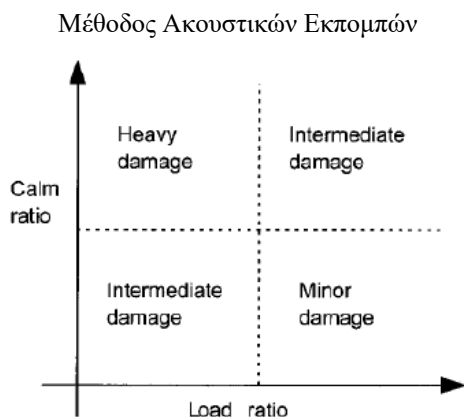 Μέθοδος Ακουστικών Εκπομπών
Heavy
damage
Intermediate
damage
Calm
ratio
Intermediate
damage
Minor
damage
Load ratio